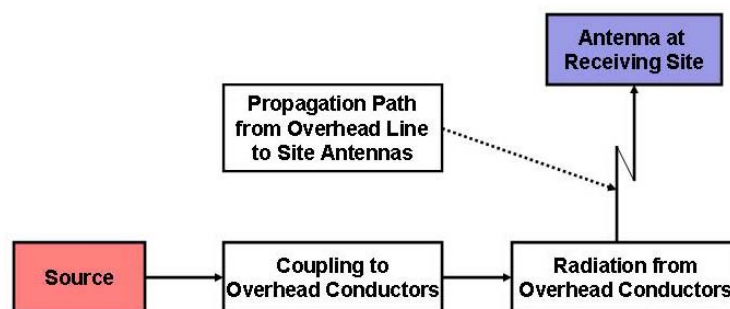 Antenna at
Receiving Site
Propagation Path
from Overhead Line
to Site Antennas
Source
Coupling to
Overhead Conductors
Radiation from
Overhead Conductors